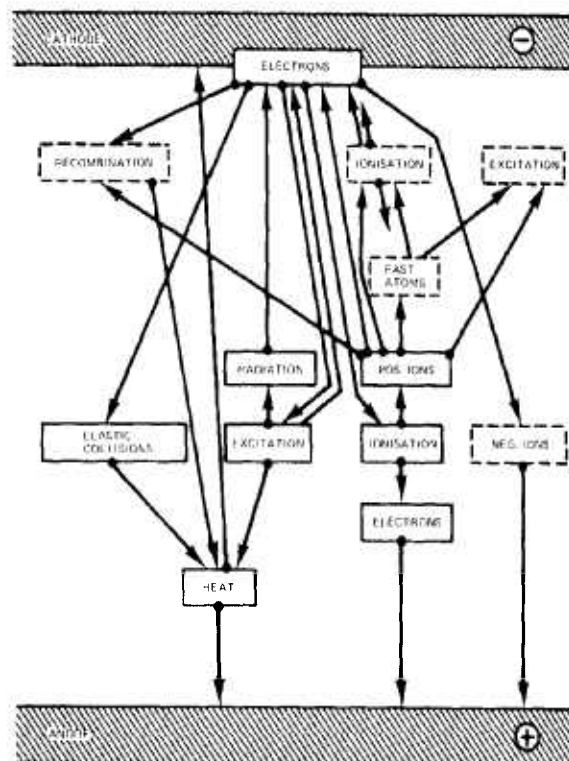 CATHODE
−
ELECTRONS
RECOMBINATION
IONISATION
EXCITATION
FAST
ATOMS
RADIATION
POS. IONS
ELASTIC
COLLISIONS
EXCITATION
IONISATION
NEG. IONS
ELECTRONS
HEAT
ANODE
+